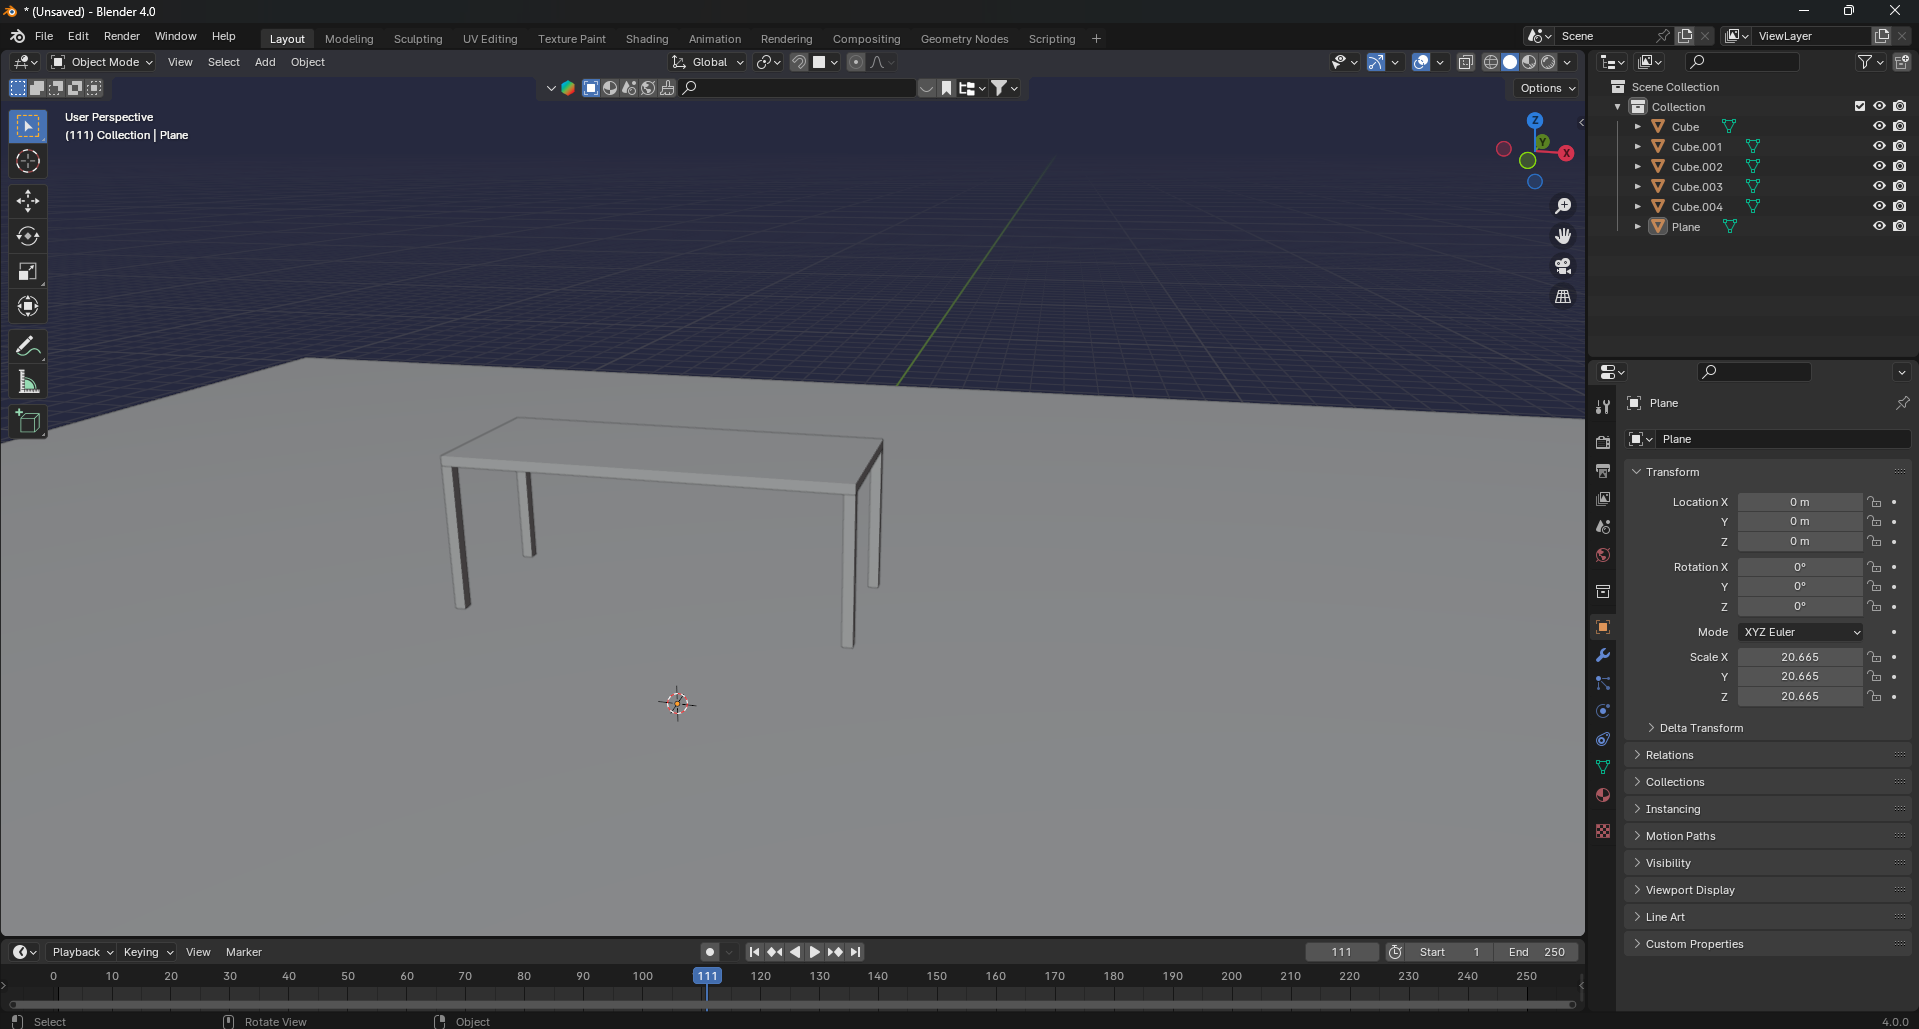 * (Unsaved) - Blender 4.0
File Edit Render Window Help Layout Modeling Sculpting UV Editing Texture Paint Shading Animation Rendering Compositing Geometry Nodes Scripting + Scene ViewLayer
Object Mode View Select Add Object Global
Options
User Perspective
(111) Collection | Plane
Z
Y
X
Scene Collection
Collection
Cube
Cube.001
Cube.002
Cube.003
Cube.004
Plane
Plane
Plane
Transform
Location X 0 m
Y 0 m
Z 0 m
Rotation X 0°
Y 0°
Z 0°
Mode XYZ Euler
Scale X 20.665
Y 20.665
Z 20.665
Delta Transform
Relations
Collections
Instancing
Motion Paths
Visibility
Viewport Display
Line Art
Custom Properties
Playback Keying View Marker 111 Start 1 End 250
0 10 20 30 40 50 60 70 80 90 100 111 120 130 140 150 160 170 180 190 200 210 220 230 240 250
Select Rotate View Object 4.0.0